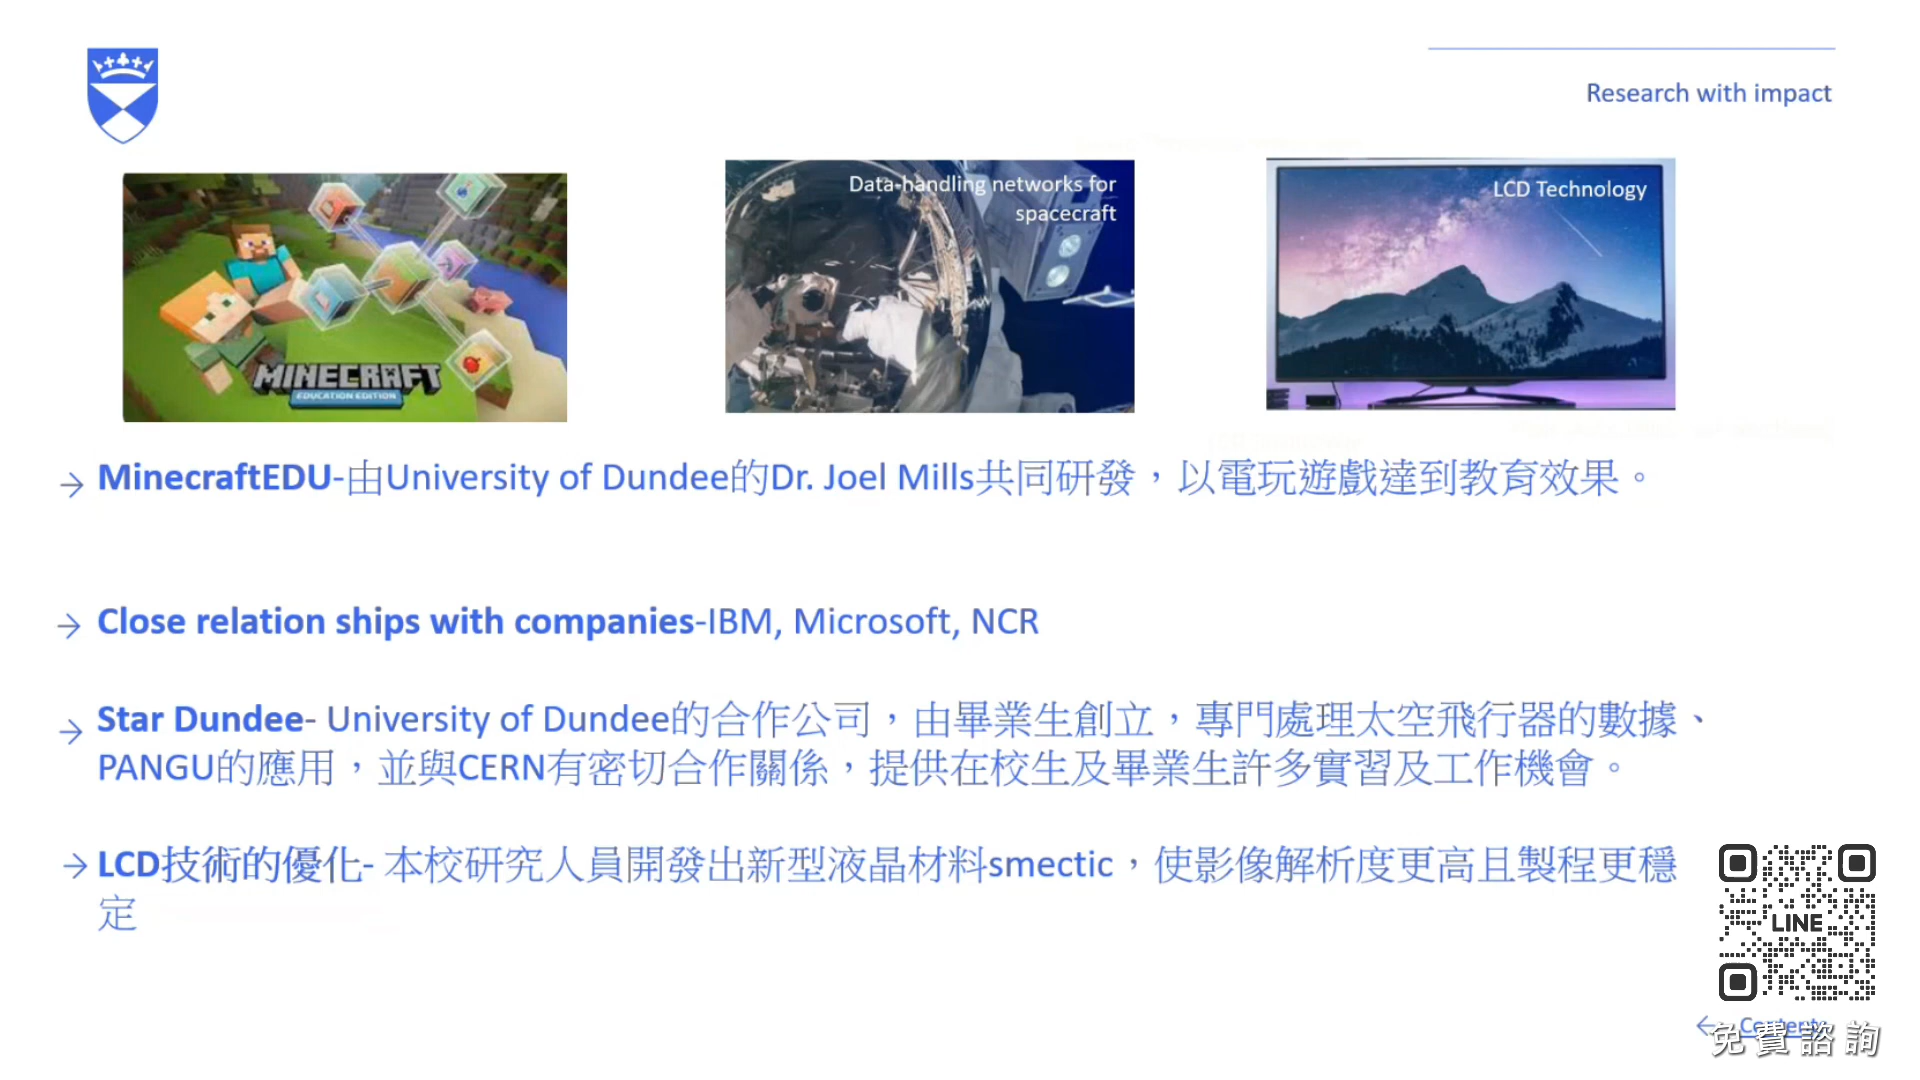 Research with impact
MINECRAFT
EDUCATION EDITION
Data-handling networks for
spacecraft
LCD Technology
→ MinecraftEDU-由University of Dundee的Dr. Joel Mills共同研發，以電玩遊戲達到教育效果。
→ Close relation ships with companies-IBM, Microsoft, NCR
→ Star Dundee- University of Dundee的合作公司，由畢業生創立，專門處理太空飛行器的數據、
PANGU的應用，並與CERN有密切合作關係，提供在校生及畢業生許多實習及工作機會。
→ LCD技術的優化- 本校研究人員開發出新型液晶材料smectic，使影像解析度更高且製程更穩
定
LINE
← Contents
免費諮詢